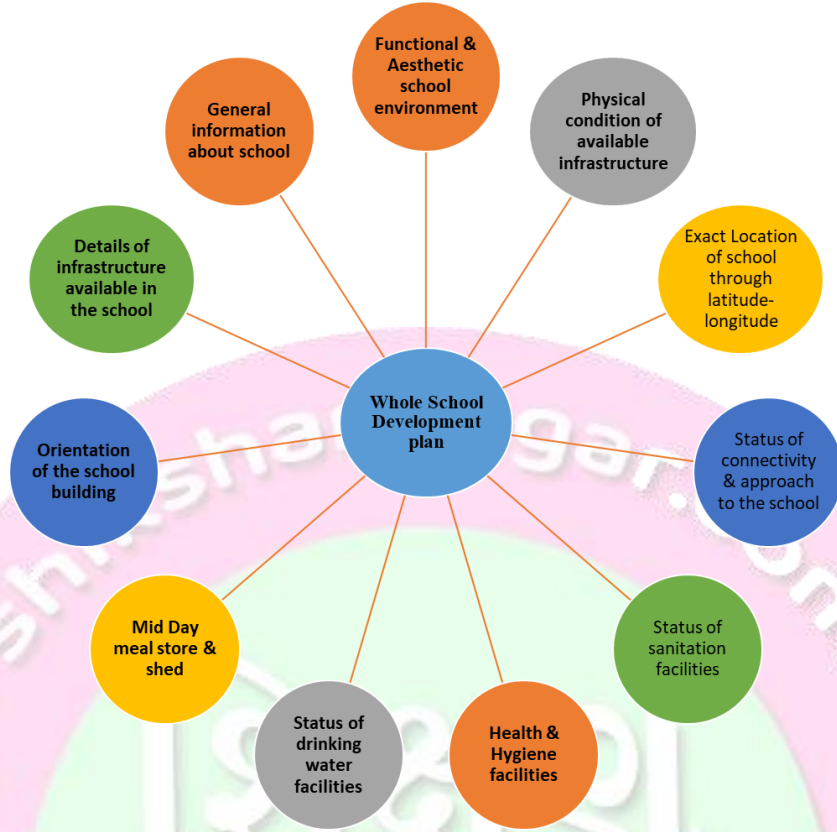 Functional &
Aesthetic
school
environment
Physical
condition of
available
infrastructure
Exact Location
of school
through
latitude-
longitude
Status of
connectivity
& approach
to the school
Status of
sanitation
facilities
Health &
Hygiene
facilities
Status of
drinking
water
facilities
Mid Day
meal store &
shed
Orientation
of the school
building
Details of
infrastructure
available in
the school
General
information
about school
Whole School
Development
plan